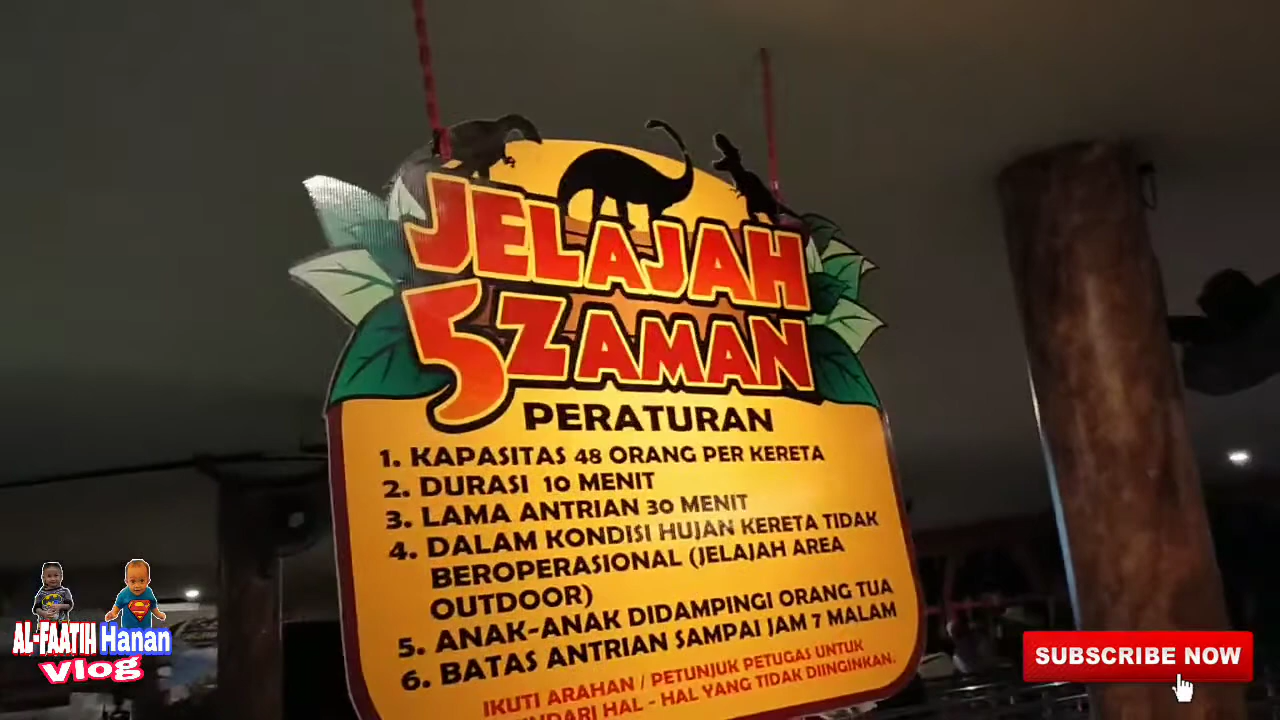 JELAJAH
5 ZAMAN
PERATURAN
1. KAPASITAS 48 ORANG PER KERETA
2. DURASI 10 MENIT
3. LAMA ANTRIAN 30 MENIT
4. DALAM KONDISI HUJAN KERETA TIDAK
BEROPERASIONAL (JELAJAH AREA
OUTDOOR)
5. ANAK-ANAK DIDAMPINGI ORANG TUA
6. BATAS ANTRIAN SAMPAI JAM 7 MALAM
IKUTI ARAHAN / PETUNJUK PETUGAS UNTUK
HAL - HAL YANG TIDAK DIINGINKAN.
AL-FAATIH Hanan
vlog
SUBSCRIBE NOW